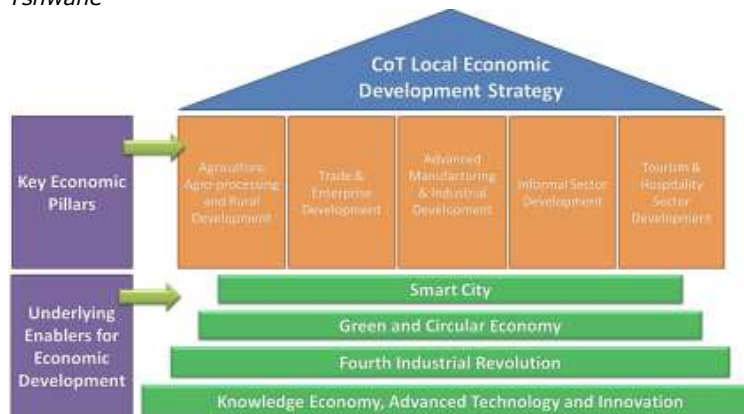 Tshwane
CoT Local Economic
Development Strategy
Key Economic
Pillars
Agriculture,
Agro-processing
and Rural
Development
Trade &
Enterprise
Development
Advanced
Manufacturing
& Industrial
Development
Informal Sector
Development
Tourism &
Hospitality
Sector
Development
Underlying
Enablers for
Economic
Development
Smart City
Green and Circular Economy
Fourth Industrial Revolution
Knowledge Economy, Advanced Technology and Innovation